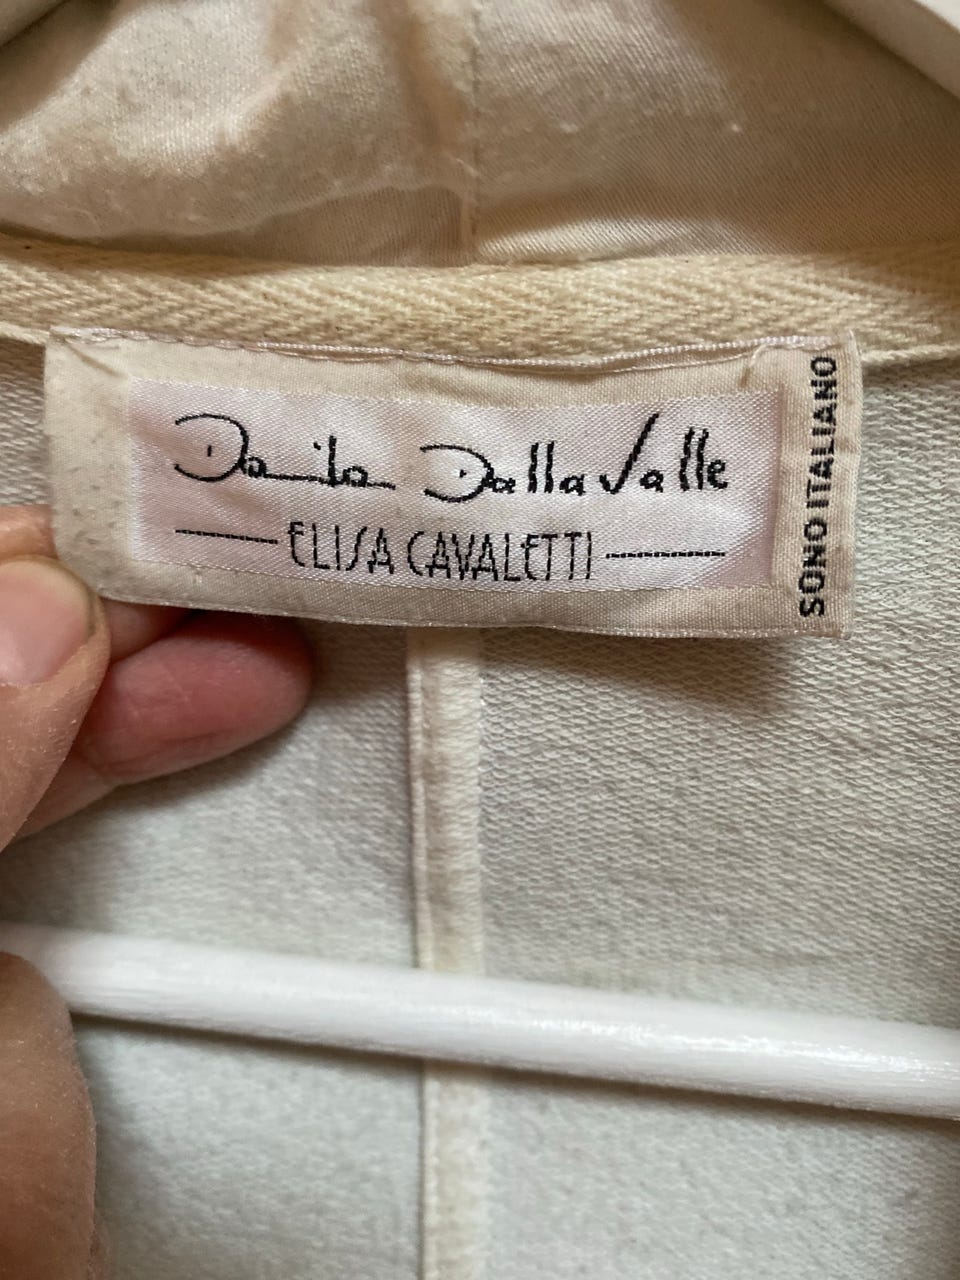 Daniela Dallavalle
ELISA CAVALETTI
SONO ITALIANO